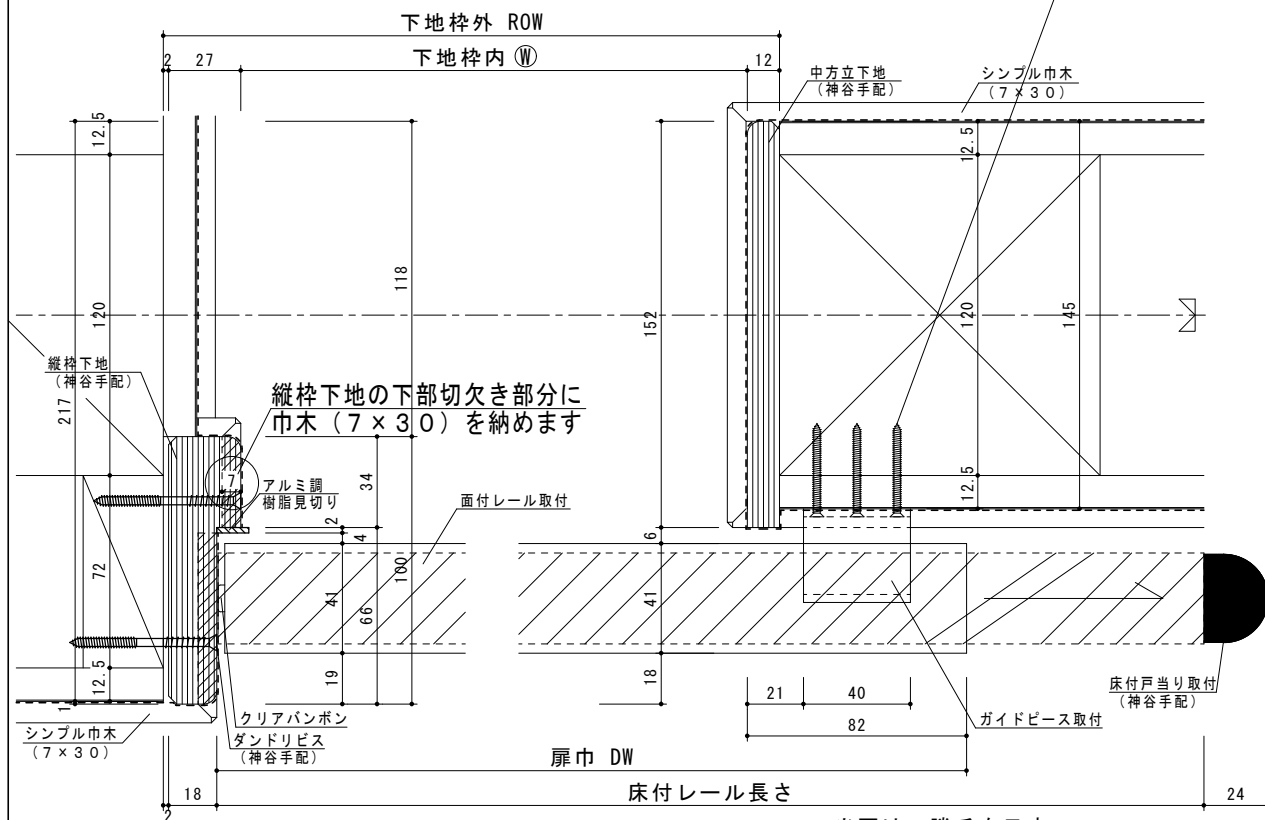 下地枠外 ROW
2
27
下地枠内 Ⓦ
12
中方立下地
(神谷手配)
シンプル巾木
(7×30)
12.5
120
217
118
152
12.5
120
145
縦枠下地
(神谷手配)
縦枠下地の下部切欠き部分に
巾木(7×30)を納めます
7
アルミ調
樹脂見切り
34
面付レール取付
12.5
2
4
6
72
100
41
66
41
12.5
19
18
1
21
40
82
床付戸当り取付
(神谷手配)
ガイドピース取付
クリアバンボン
ダンドリビス
(神谷手配)
シンプル巾木
(7×30)
扉巾 DW
床付レール長さ
18
2
24